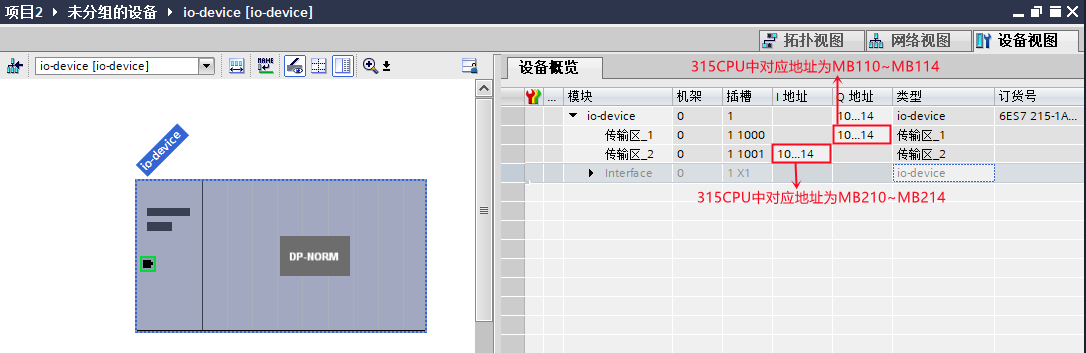 项目2 ▸ 未分组的设备 ▸ io-device [io-device]
拓扑视图 网络视图 设备视图
io-device [io-device]
设备概览
315CPU中对应地址为MB110~MB114
... 模块 机架 插槽 I 地址 Q 地址 类型 订货号
io-device 0 1 10...14 io-device 6ES7 215-1A...
传输区_1 0 1 1000 10...14 传输区_1
传输区_2 0 1 1001 10...14 传输区_2
Interface 0 1 X1 io-device
315CPU中对应地址为MB210~MB214
io-device
DP-NORM